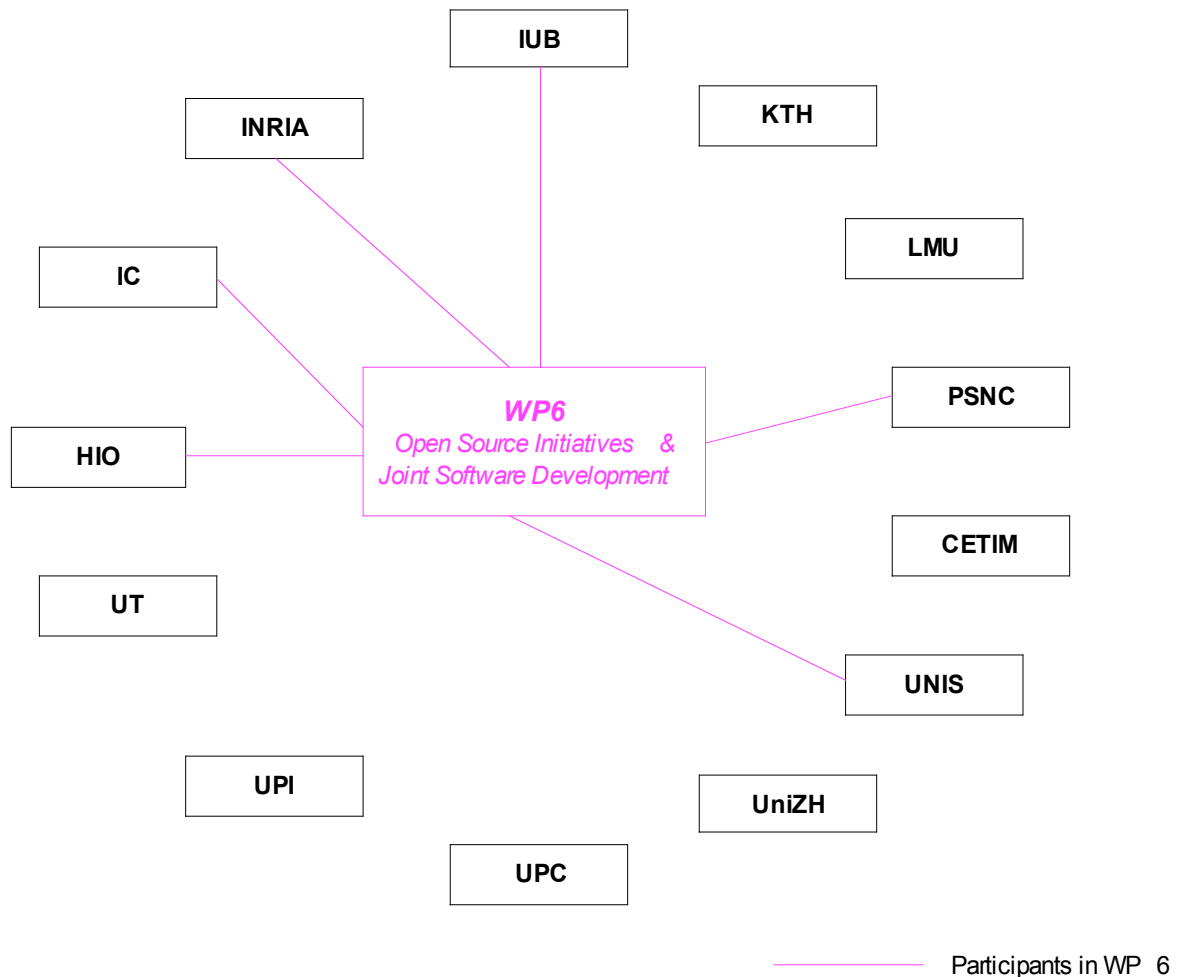 IUB
KTH
INRIA
LMU
IC
PSNC
WP6
Open Source Initiatives &
Joint Software Development
HIO
CETIM
UT
UNIS
UPI
UniZH
UPC
Participants in WP 6